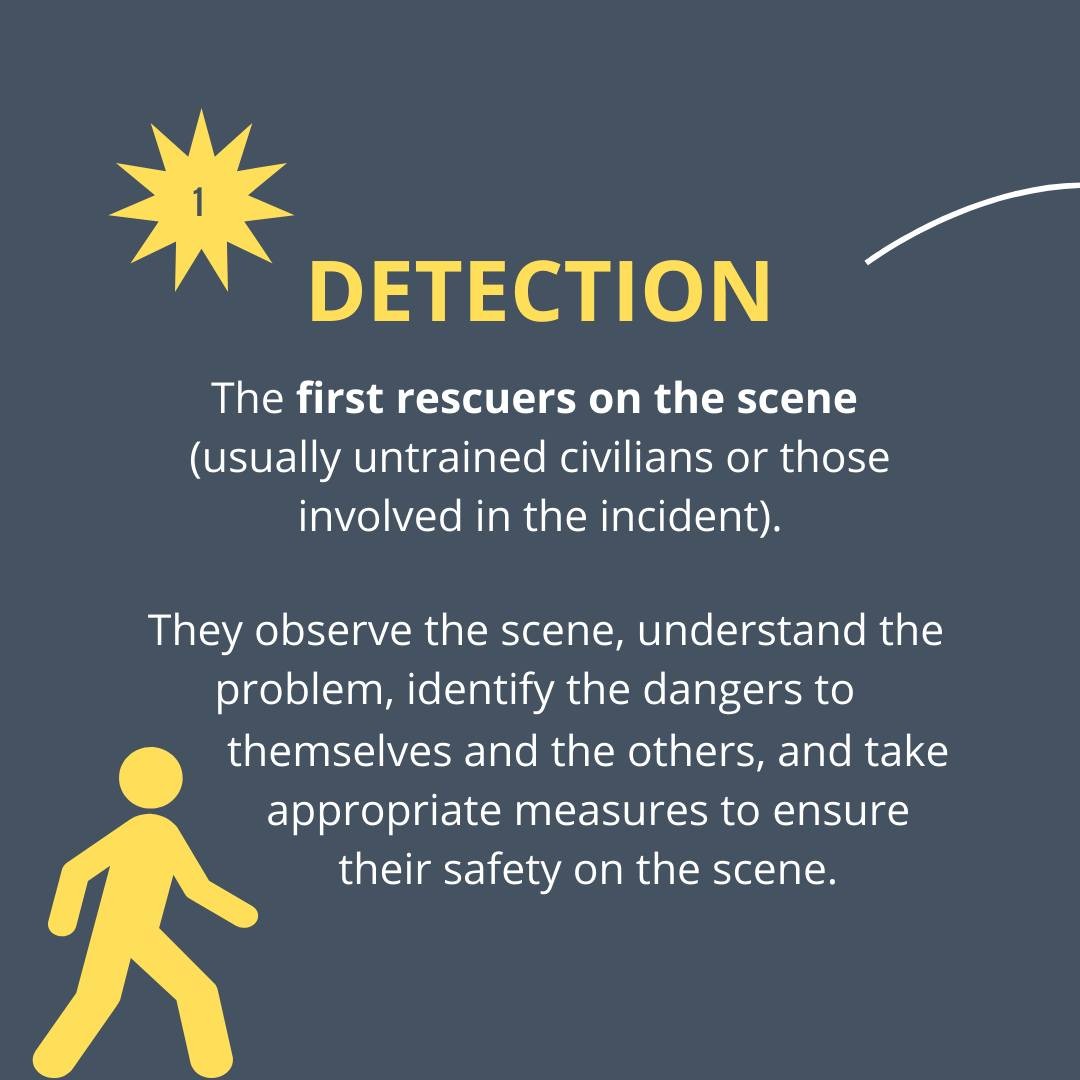 1
DETECTION
The first rescuers on the scene
(usually untrained civilians or those
involved in the incident).
They observe the scene, understand the
problem, identify the dangers to
themselves and the others, and take
appropriate measures to ensure
their safety on the scene.